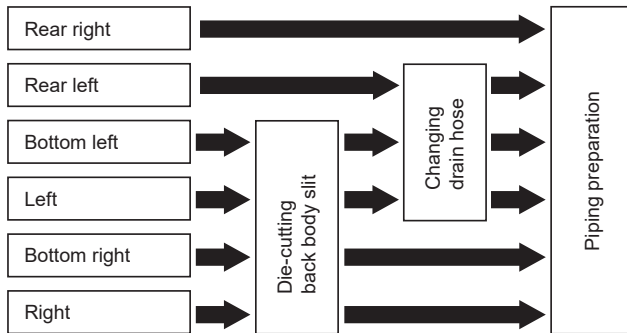 Rear right
Rear left
Bottom left
Left
Bottom right
Right
Die-cutting
back body slit
Changing
drain hose
Piping preparation